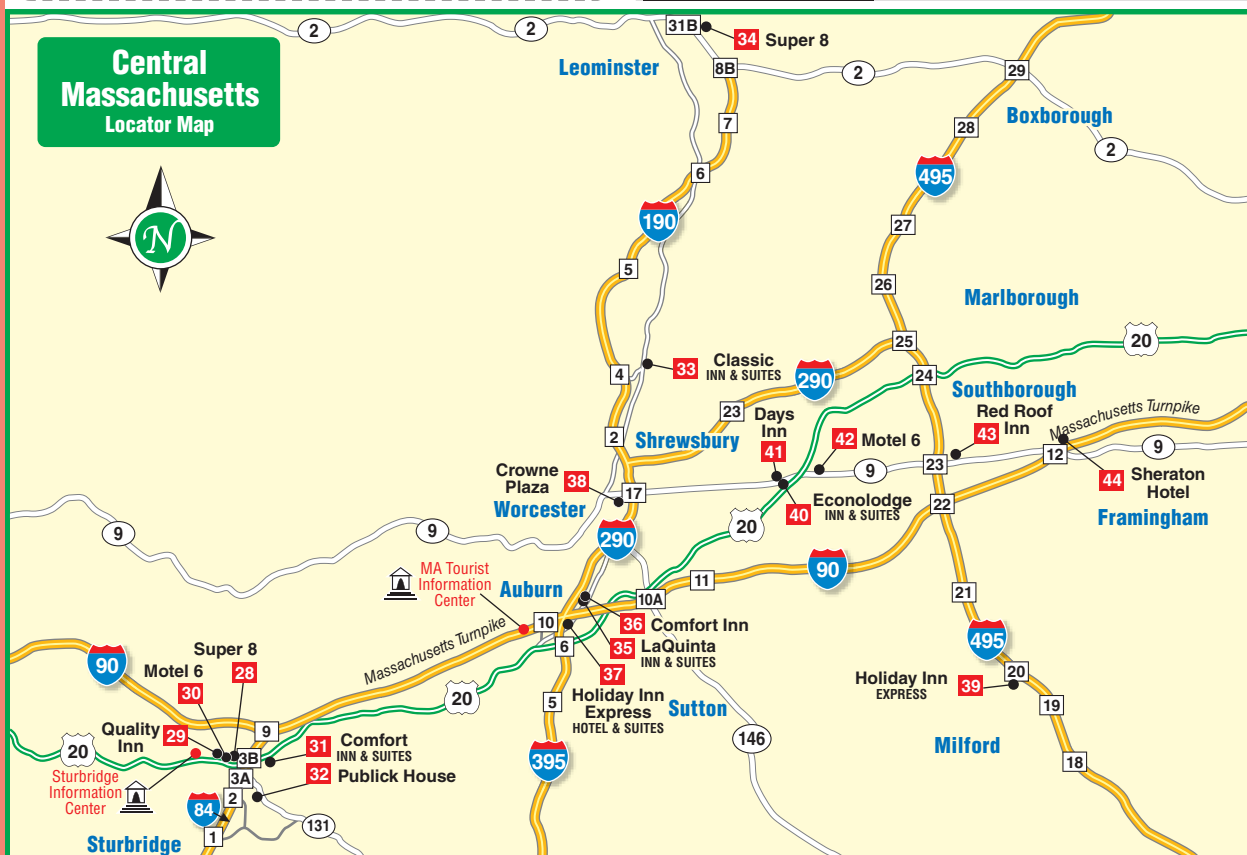 Central
Massachusetts
Locator Map
N
2
2
31B
34 Super 8
Leominster
8B
2
29
7
Boxborough
28
2
6
495
190
27
5
26
Marlborough
20
25
33 Classic
INN & SUITES
4
290
24
Southborough
23
Days
Inn
Red Roof
Inn
Massachusetts Turnpike
2
Shrewsbury
41
42 Motel 6
43
9
12
23
9
Crowne
Plaza
38
17
44 Sheraton
Hotel
Worcester
40
Econolodge
INN & SUITES
22
Framingham
9
9
20
290
MA Tourist
Information
Center
Auburn
11
90
10A
21
10
36 Comfort Inn
Massachusetts Turnpike
6
35 LaQuinta
INN & SUITES
495
90
Super 8
Motel 6
30
28
37
Holiday Inn
Express
HOTEL & SUITES
Holiday Inn
EXPRESS
39
20
20
5
Sutton
19
Quality
Inn
29
9
146
Milford
20
3B
31 Comfort
INN & SUITES
395
18
Sturbridge
Information
Center
3A
32 Publick House
2
84
1
131
Sturbridge